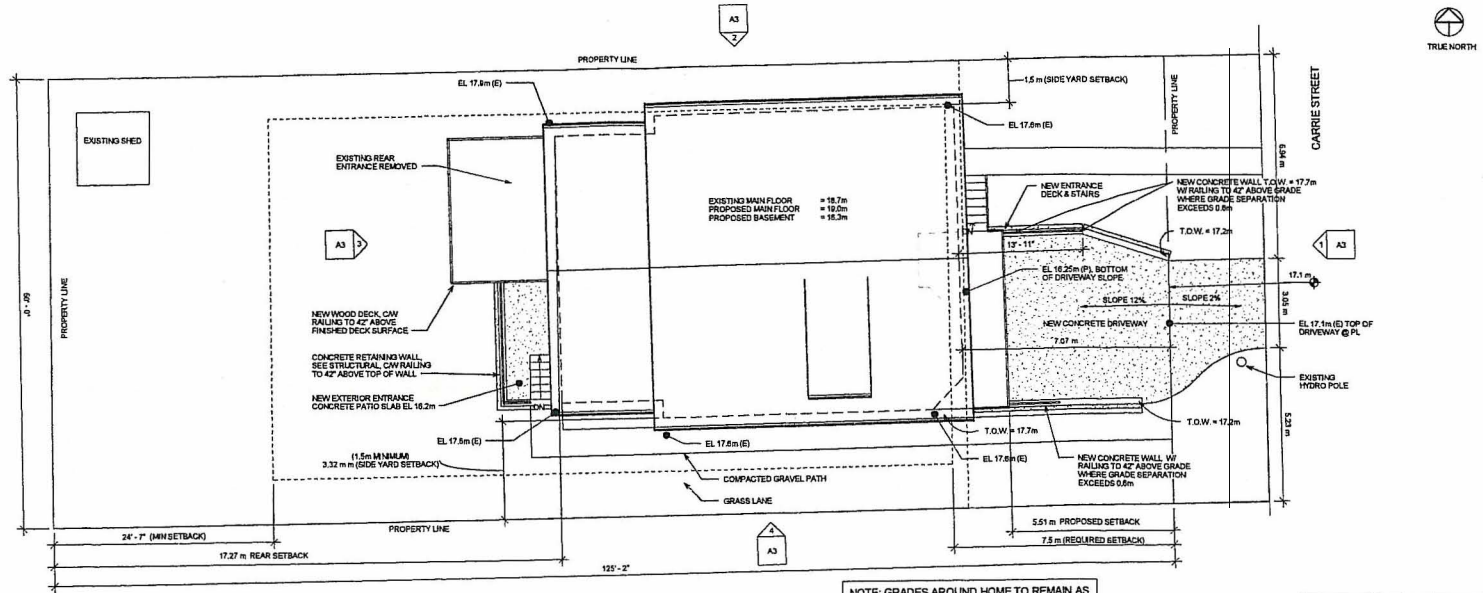 A3
2
TRUE NORTH
PROPERTY LINE
1.5 m (SIDE YARD SETBACK)
PROPERTY LINE
CARRIE STREET
EL 17.9m (E)
EL 17.6m (E)
EXISTING SHED
EXISTING REAR
ENTRANCE REMOVED
6.94 m
NEW ENTRANCE
DECK & STAIRS
NEW CONCRETE WALL T.O.W. = 17.7m
W/ RAILING TO 42" ABOVE GRADE
WHERE GRADE SEPARATION
EXCEEDS 0.6m
EXISTING MAIN FLOOR = 18.7m
PROPOSED MAIN FLOOR = 19.0m
PROPOSED BASEMENT = 16.3m
A3
3
T.O.W. = 17.2m
1
A3
13' - 11"
60' - 0"
PROPERTY LINE
EL 16.25m (P), BOTTOM
OF DRIVEWAY SLOPE
17.1 m
SLOPE 12%
SLOPE 2%
3.05 m
NEW WOOD DECK, C/W
RAILING TO 42" ABOVE
FINISHED DECK SURFACE
NEW CONCRETE DRIVEWAY
EL 17.1m (E) TOP OF
DRIVEWAY @ PL
7.07 m
CONCRETE RETAINING WALL,
SEE STRUCTURAL, C/W RAILING
TO 42" ABOVE TOP OF WALL
EXISTING
HYDRO POLE
NEW EXTERIOR ENTRANCE
CONCRETE PATIO SLAB EL 16.2m
DN
5.23 m
EL 17.5m (E)
EL 17.6m (E)
T.O.W. = 17.7m
T.O.W. = 17.2m
EL 17.6m (E)
(1.5m MINIMUM)
3.32 m m (SIDE YARD SETBACK)
COMPACTED GRAVEL PATH
NEW CONCRETE WALL W/
RAILING TO 42" ABOVE GRADE
WHERE GRADE SEPARATION
EXCEEDS 0.6m
GRASS LANE
PROPERTY LINE
4
A3
5.51 m PROPOSED SETBACK
24' - 7" (MIN SETBACK)
7.5 m (REQUIRED SETBACK)
17.27 m REAR SETBACK
125' - 2"
NOTE: GRADES AROUND HOME TO REMAIN AS